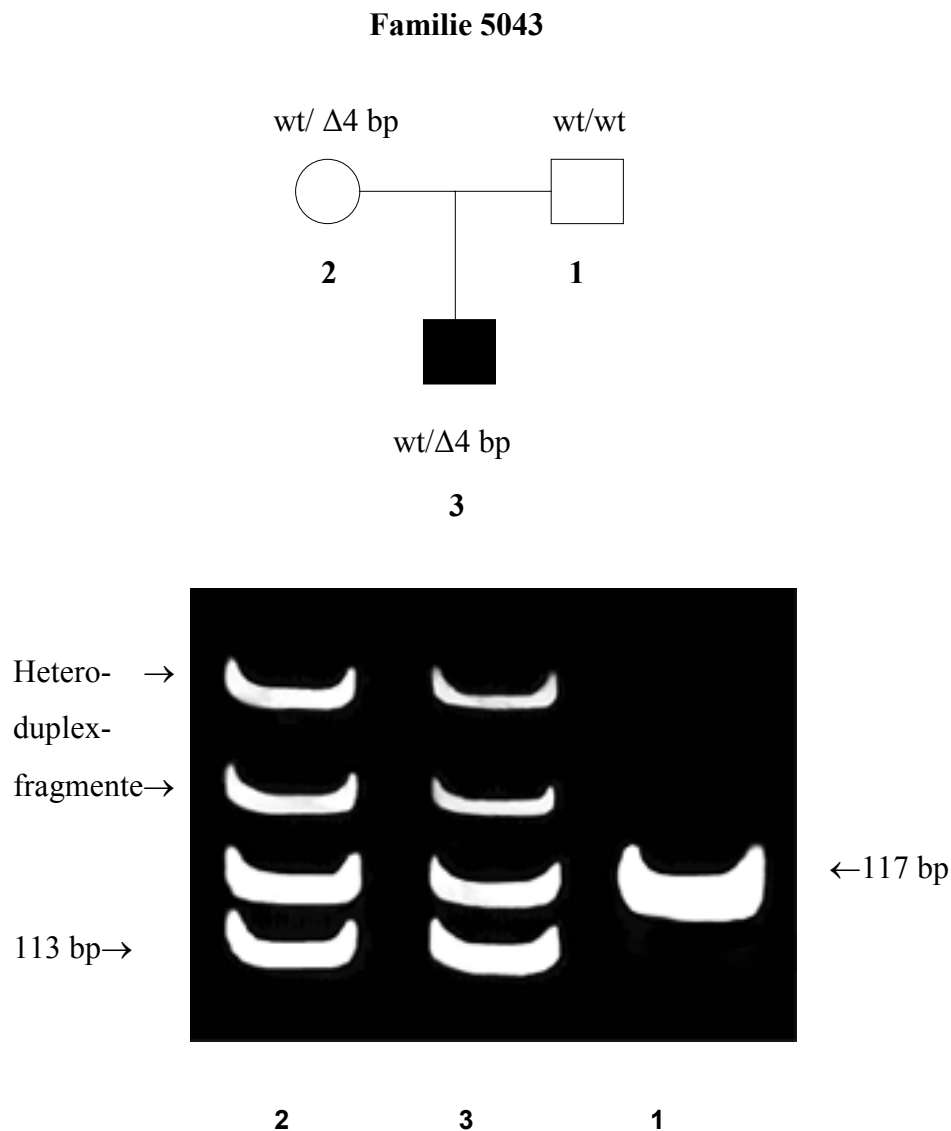 Familie 5043
wt/ Δ4 bp wt/wt
2 1
wt/Δ4 bp
3
Hetero- →
duplex-
fragmente→
←117 bp
113 bp→
2 3 1